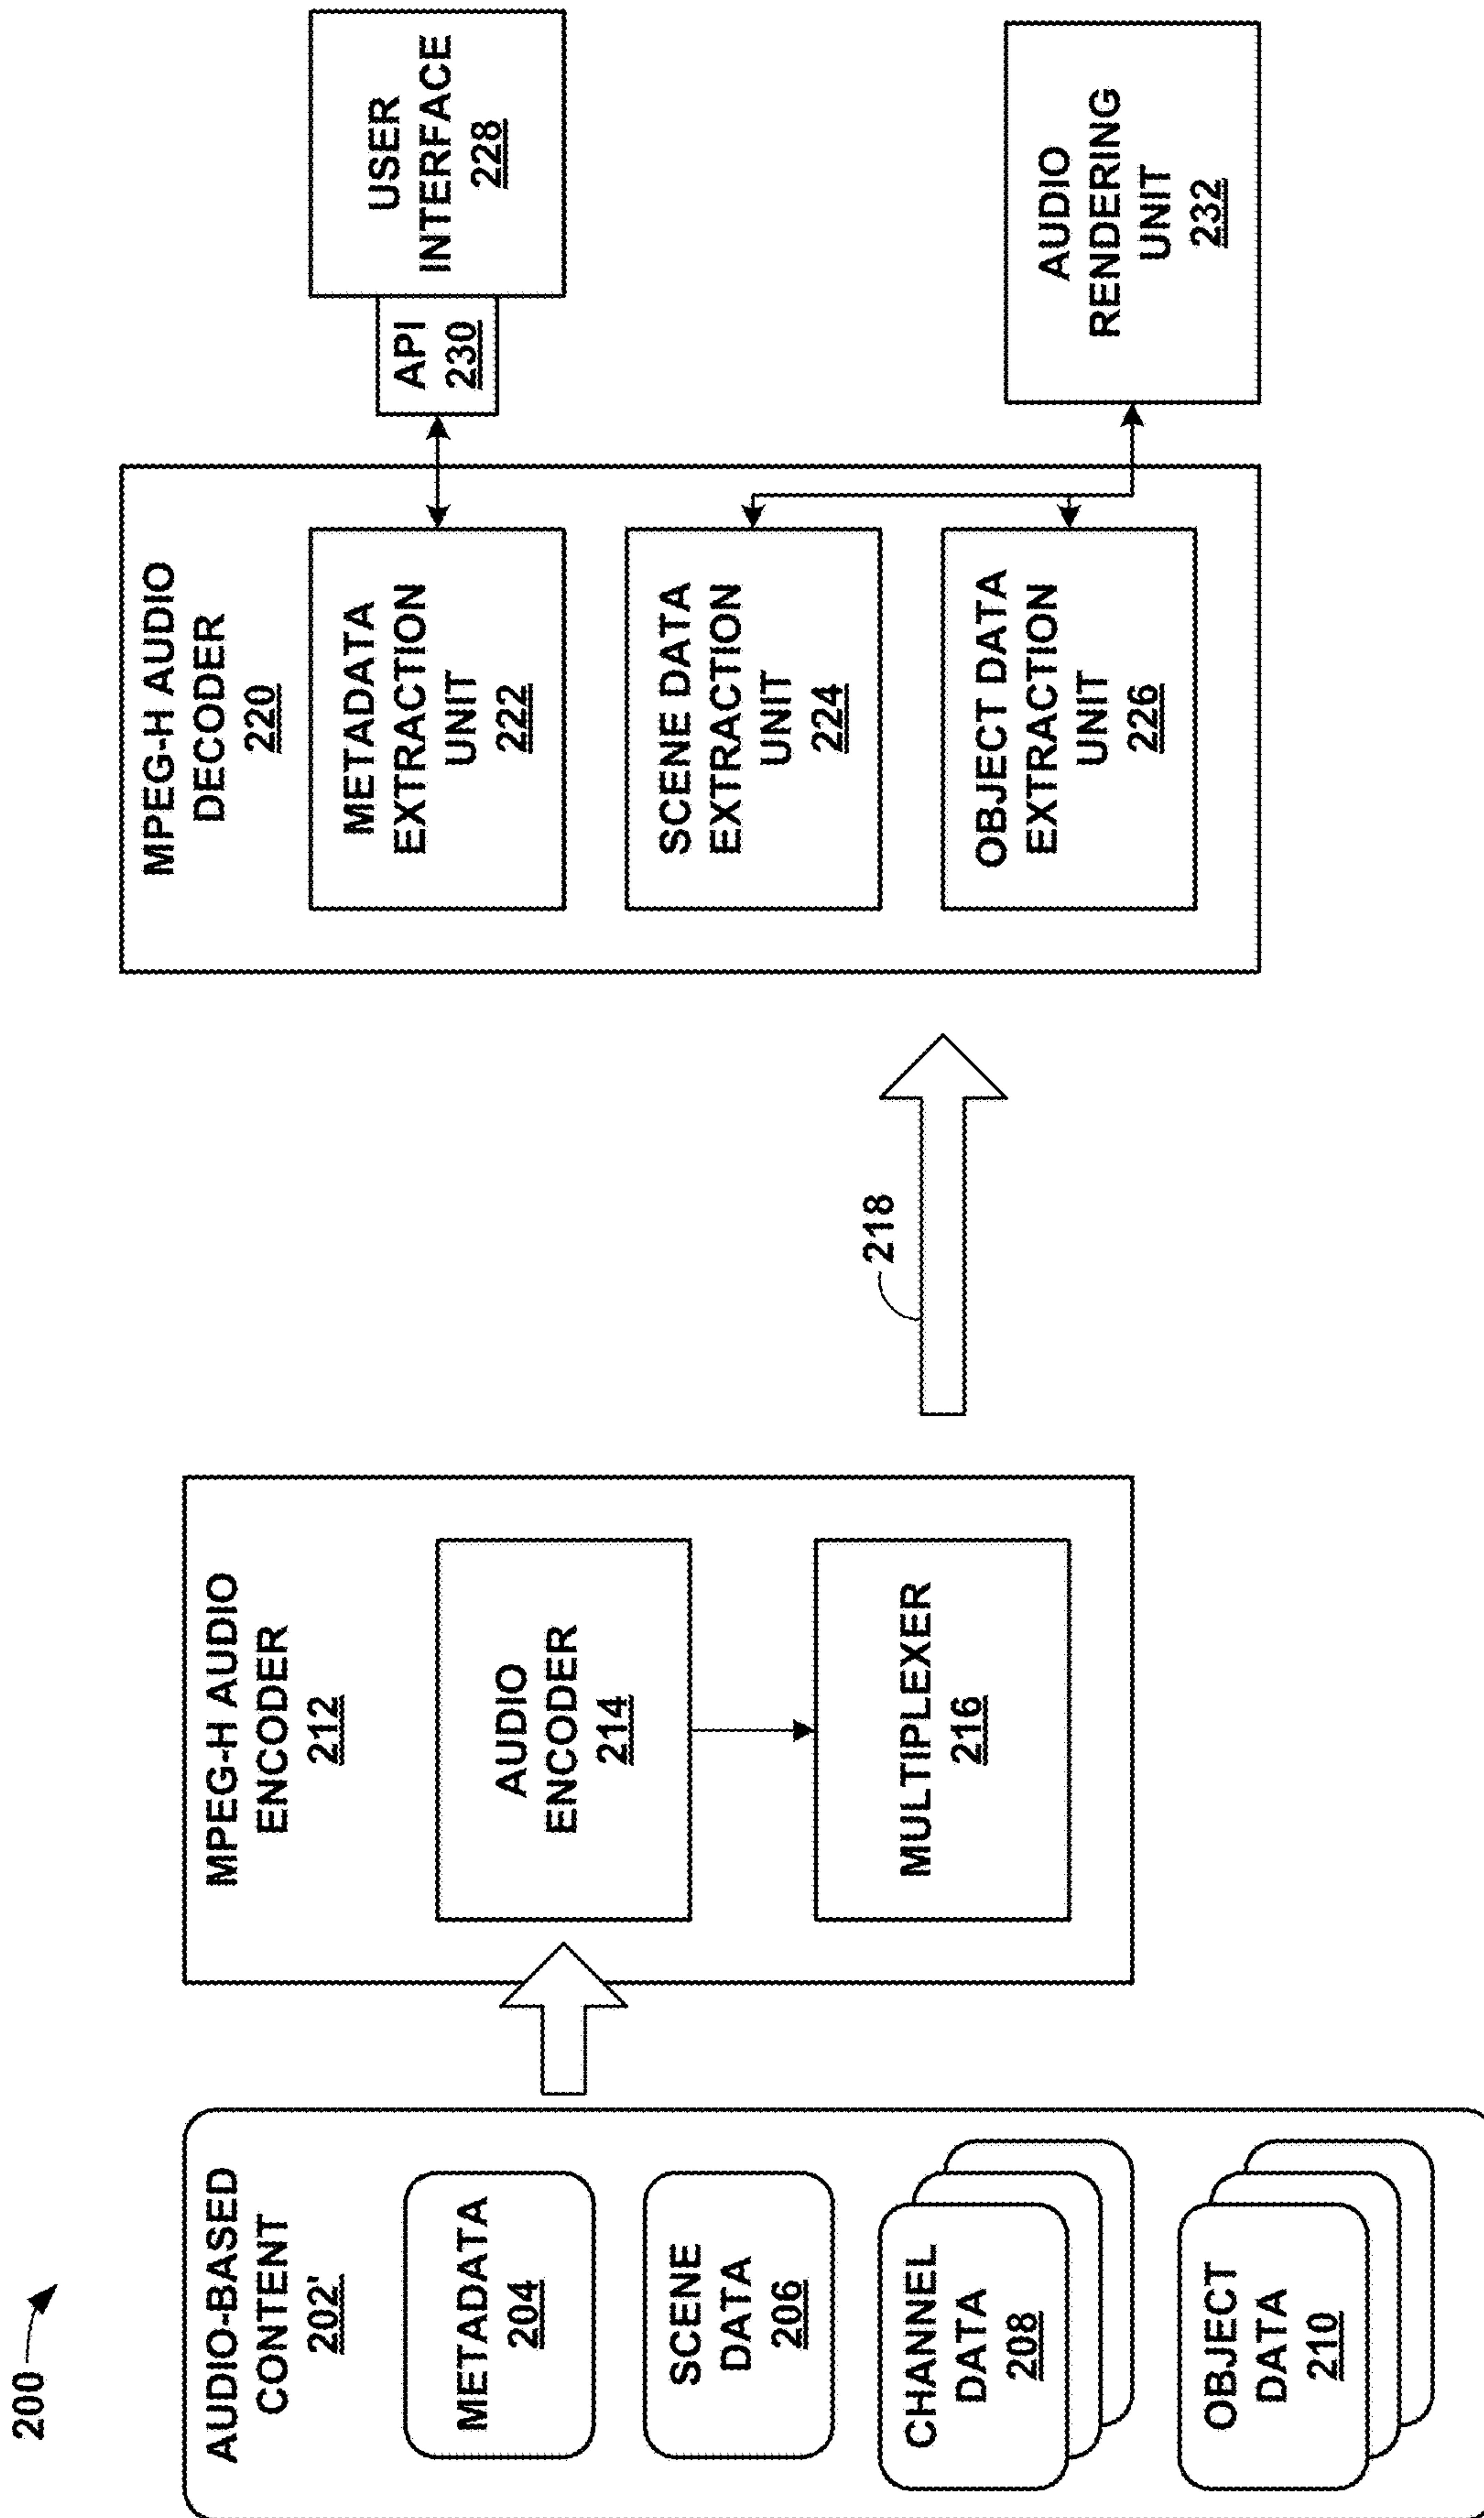 200
AUDIO-BASED
CONTENT
202'
METADATA
204
SCENE
DATA
206
CHANNEL
DATA
208
OBJECT
DATA
210
MPEG-H AUDIO
ENCODER
212
AUDIO
ENCODER
214
MULTIPLEXER
216
218
MPEG-H AUDIO
DECODER
220
METADATA
EXTRACTION
UNIT
222
SCENE DATA
EXTRACTION
UNIT
224
OBJECT DATA
EXTRACTION
UNIT
226
API
230
USER
INTERFACE
228
AUDIO
RENDERING
UNIT
232